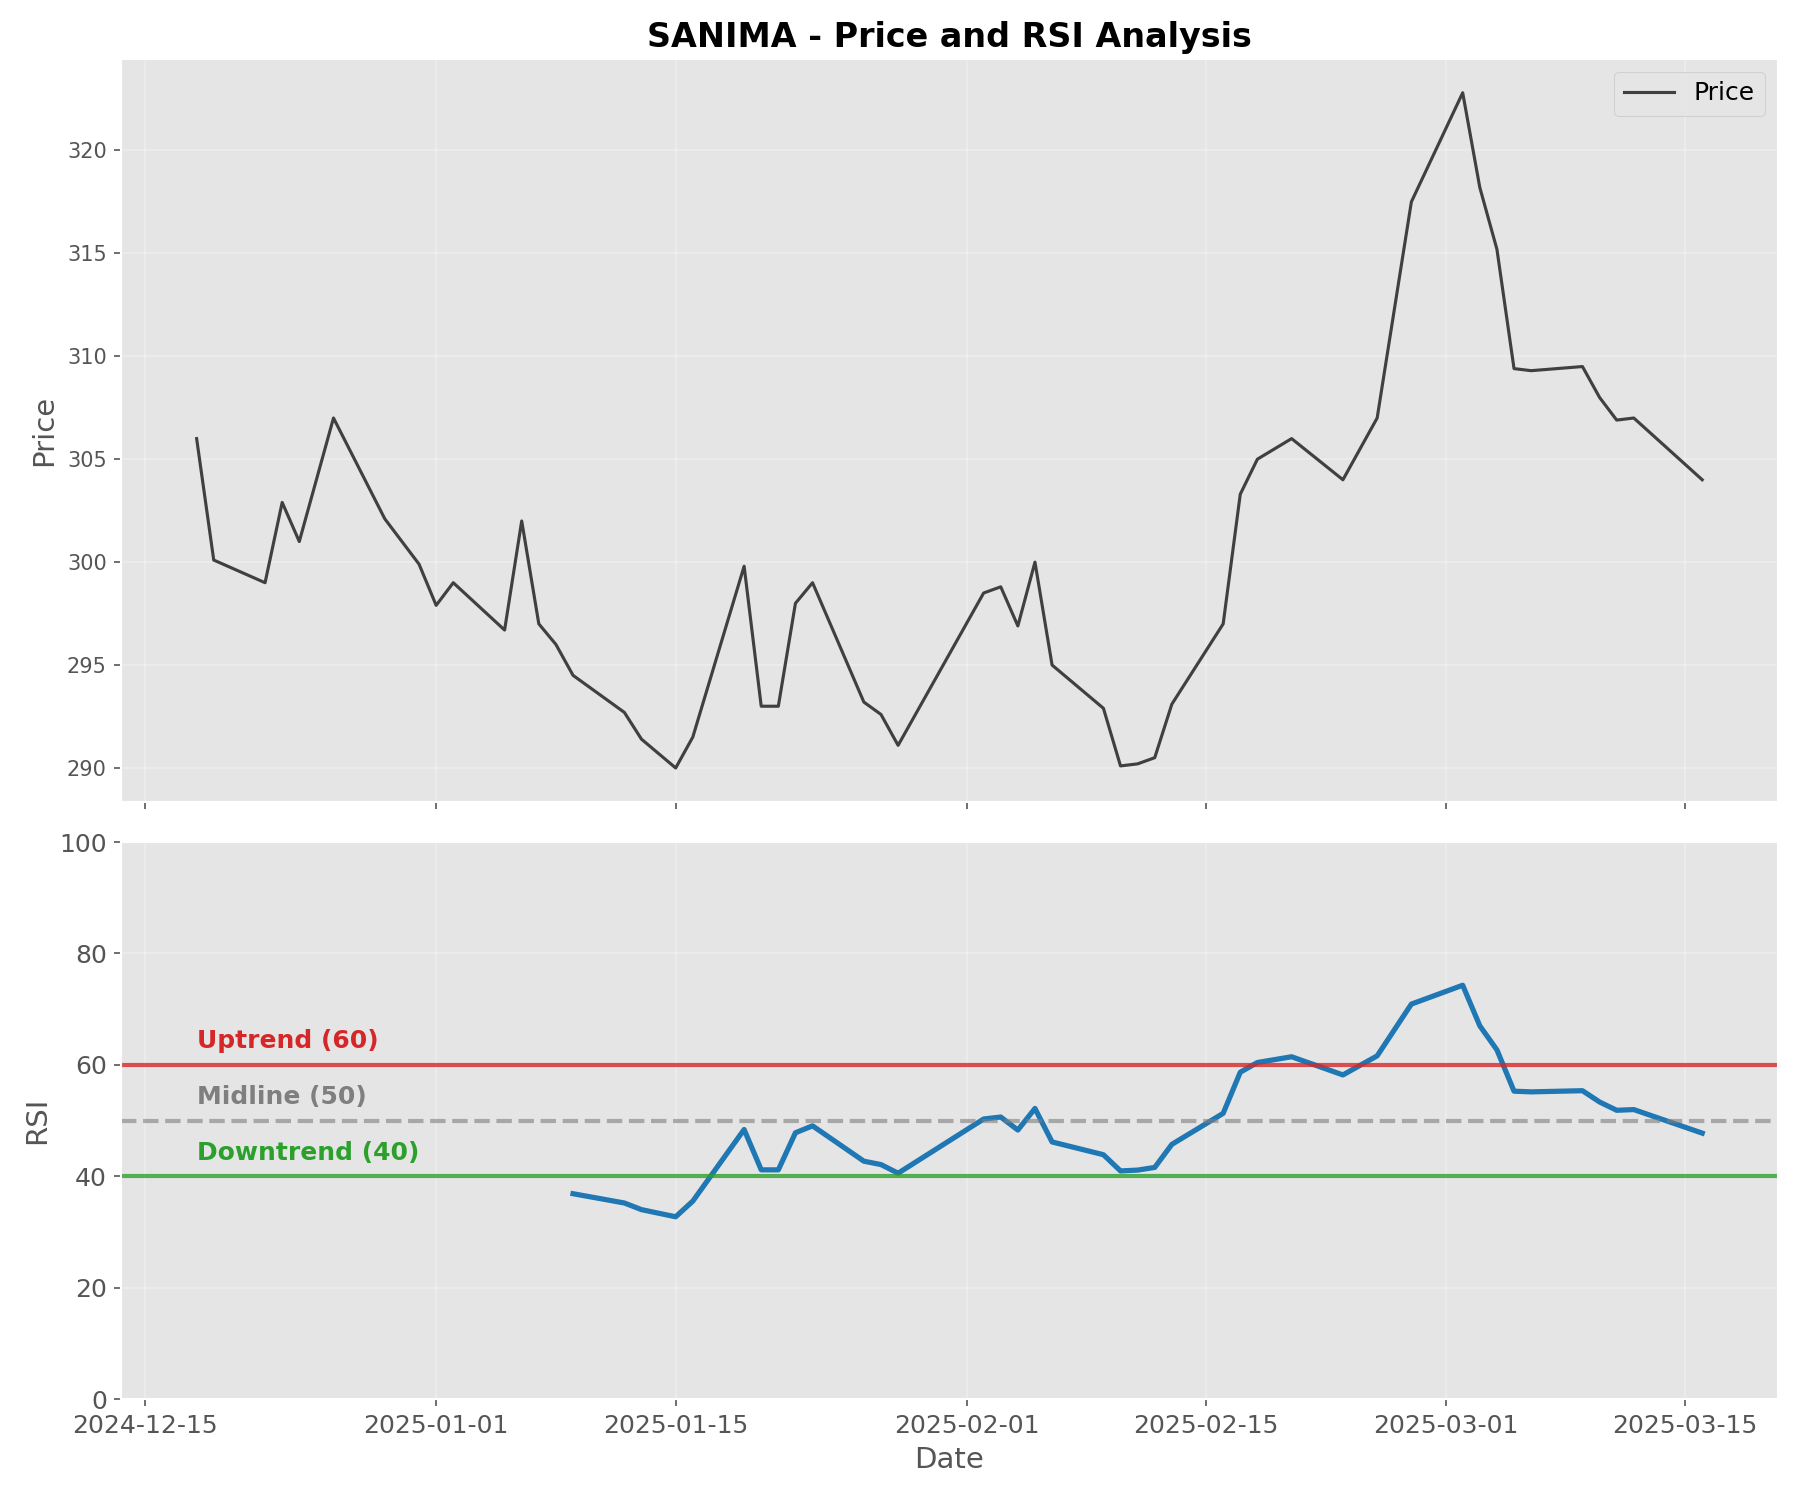 SANIMA - Price and RSI Analysis
Price
320
315
310
305
300
295
290
Price
100
80
60
40
20
0
RSI
Uptrend (60)
Midline (50)
Downtrend (40)
2024-12-15 2025-01-01 2025-01-15 2025-02-01 2025-02-15 2025-03-01 2025-03-15
Date